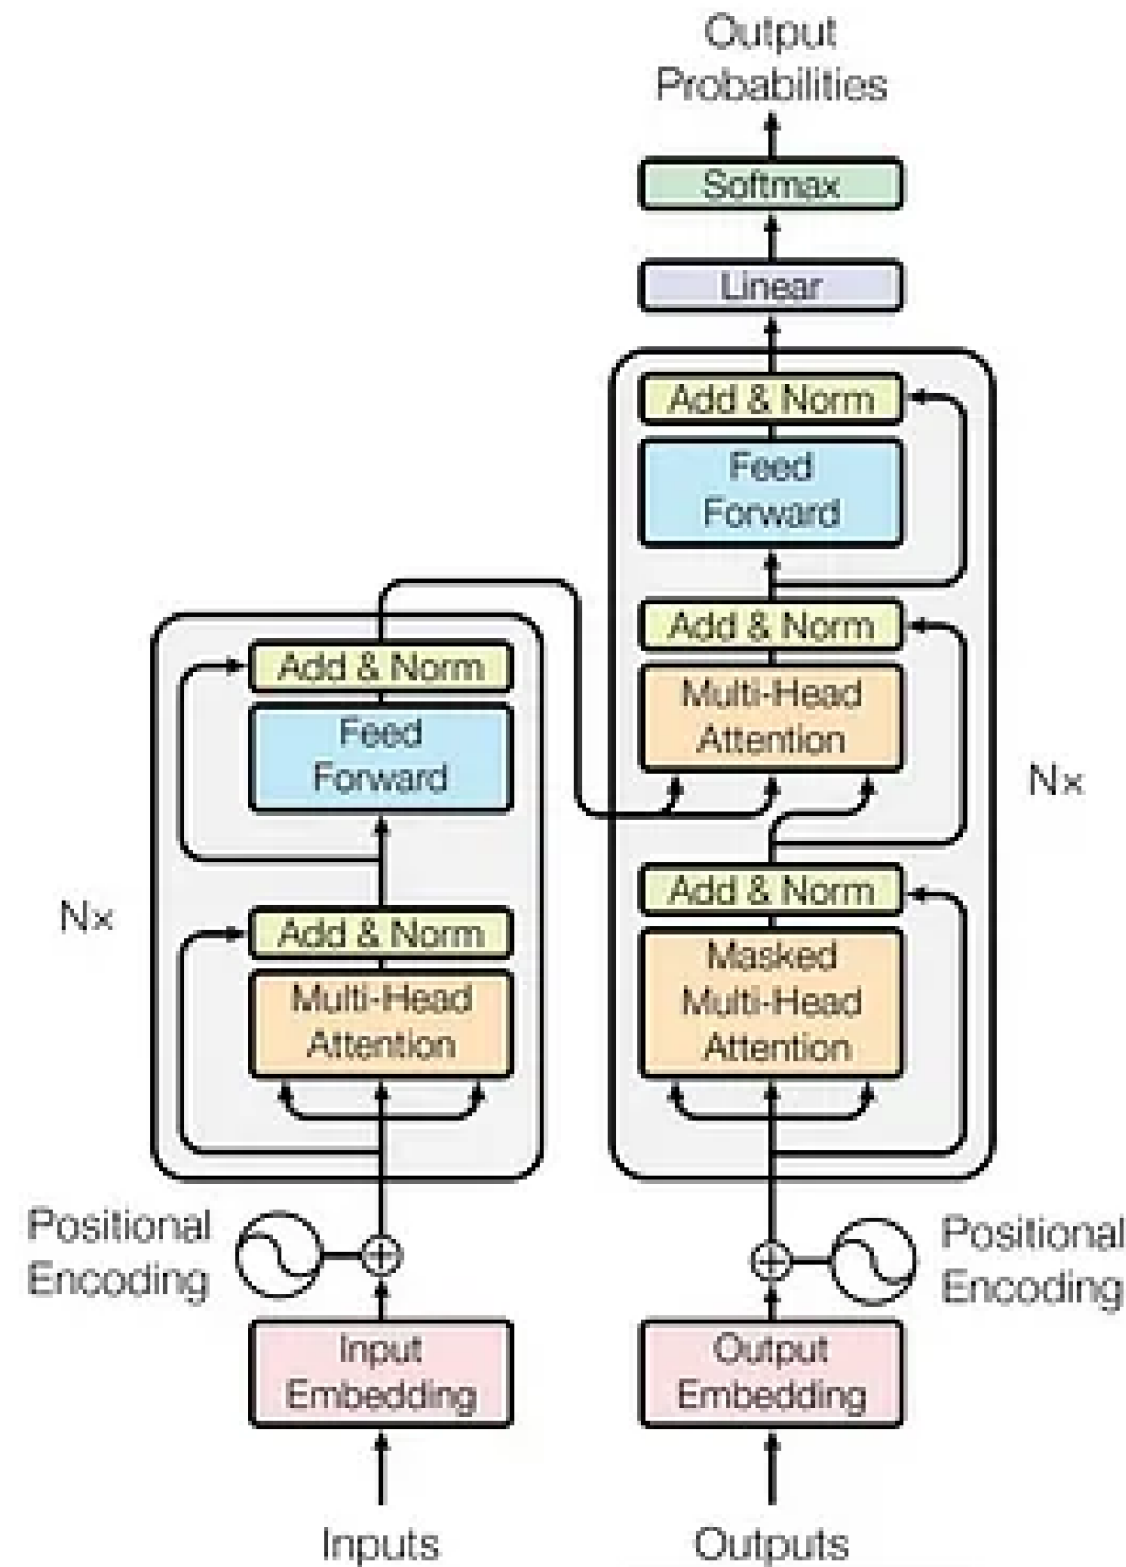 Output
Probabilities
Softmax
Linear
Add & Norm
Feed
Forward
Add & Norm
Multi-Head
Attention
Add & Norm
Masked
Multi-Head
Attention
Nx
Add & Norm
Feed
Forward
Add & Norm
Multi-Head
Attention
Nx
Positional
Encoding
Positional
Encoding
Input
Embedding
Output
Embedding
Inputs
Outputs